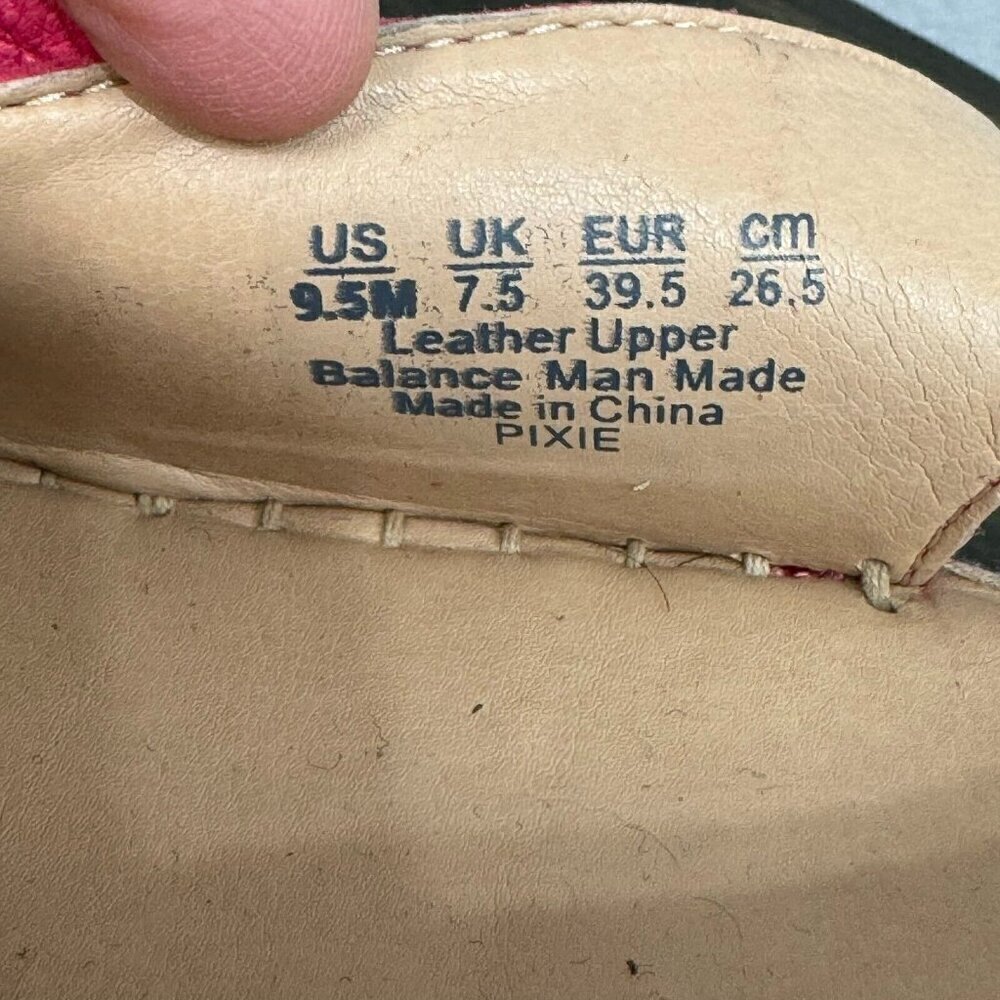 US UK EUR cm
9.5M 7.5 39.5 26.5
Leather Upper
Balance Man Made
Made in China
PIXIE